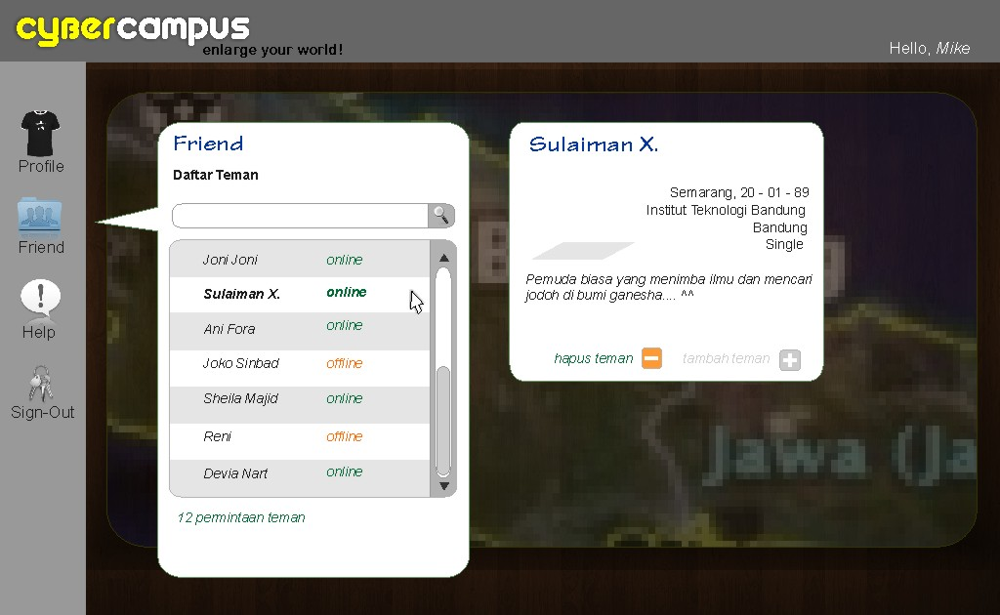 cyBercampus
enlarge your world!
Hello, Mike
Profile
Friend
Help
Sign-Out
Friend
Daftar Teman
Joni Joni online
Sulaiman X. online
Ani Fora online
Joko Sinbad offline
Sheila Majid online
Reni offline
Devia Nart online
12 permintaan teman
Sulaiman X.
Semarang, 20 - 01 - 89
Institut Teknologi Bandung
Bandung
Single
Pemuda biasa yang menimba ilmu dan mencari
jodoh di bumi ganesha.... ^^
hapus teman
tambah teman
Jawa (Ja